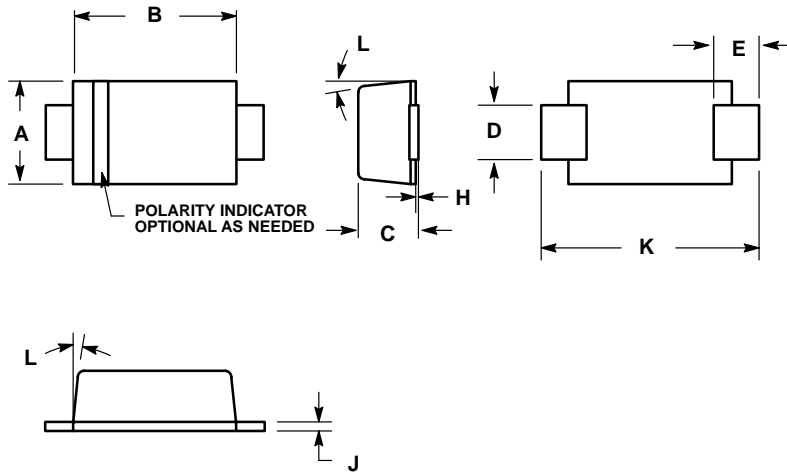 B
L
E
A
D
H
C
K
POLARITY INDICATOR
OPTIONAL AS NEEDED
L
J